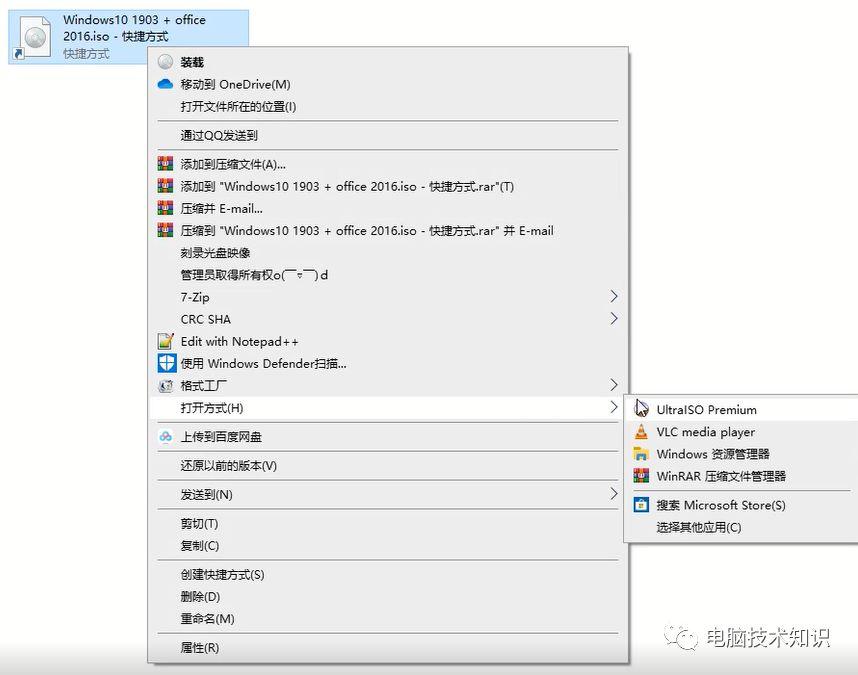 Windows10 1903 + office
2016.iso - 快捷方式
快捷方式
装载
移动到 OneDrive(M)
打开文件所在的位置(I)
通过QQ发送到
添加到压缩文件(A)...
添加到 "Windows10 1903 + office 2016.iso - 快捷方式.rar"(T)
压缩并 E-mail...
压缩到 "Windows10 1903 + office 2016.iso - 快捷方式.rar" 并 E-mail
刻录光盘映像
管理员取得所有权o(￣▽￣)ｄ
7-Zip
CRC SHA
Edit with Notepad++
使用 Windows Defender扫描...
格式工厂
打开方式(H)
UltraISO Premium
VLC media player
Windows 资源管理器
WinRAR 压缩文件管理器
搜索 Microsoft Store(S)
选择其他应用(C)
上传到百度网盘
还原以前的版本(V)
发送到(N)
剪切(T)
复制(C)
创建快捷方式(S)
删除(D)
重命名(M)
属性(R)
电脑技术知识